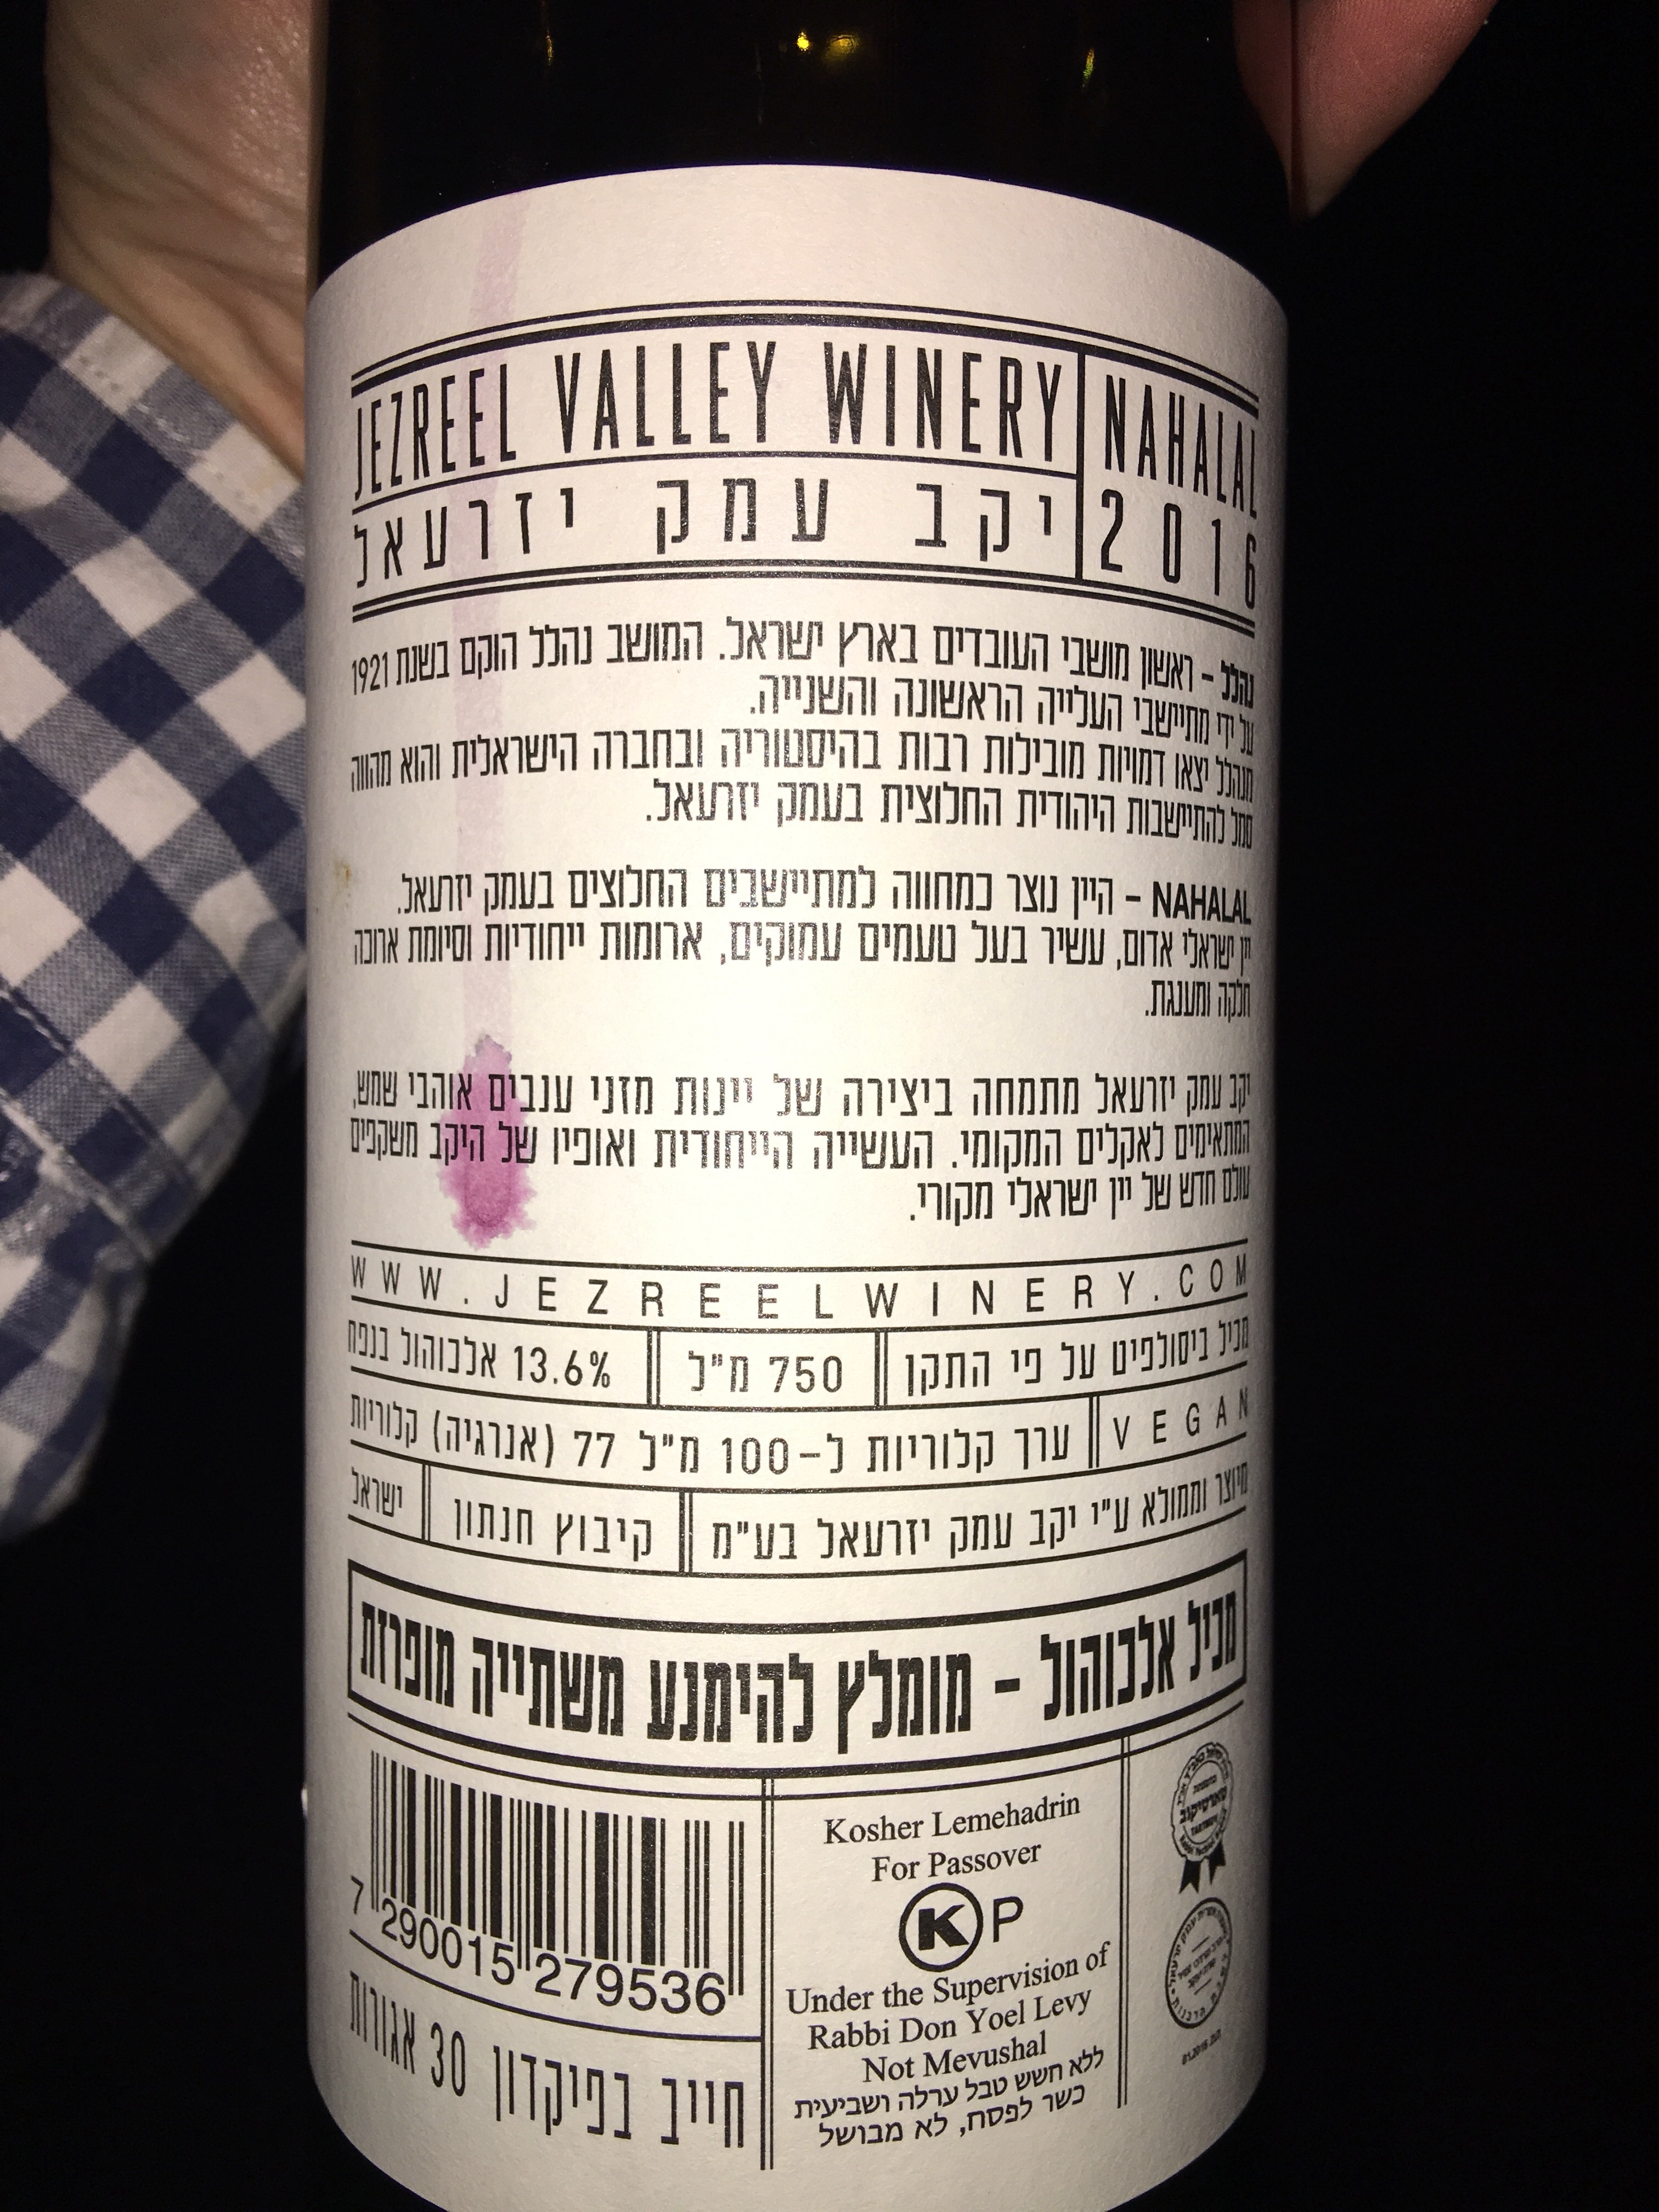 JEZREEL VALLEY WINERY
NAHALAL
יקב עמק יזרעאל
2016
נהלל – ראשון מושבי העובדים בארץ ישראל. המושב נהלל הוקם בשנת 1921
על ידי מתיישבי העלייה הראשונה והשנייה.
מנהלל יצאו דמויות מובילות רבות בהיסטוריה ובחברה הישראלית והוא מהווה
סמל להתיישבות היהודית החלוצית בעמק יזרעאל.
NAHALAL – היין נוצר כמחווה למתיישבים החלוצים בעמק יזרעאל.
יין ישראלי אדום, עשיר בעל טעמים עמוקים, ארומות ייחודיות וסיומת ארוכה
חלקה ומענגת.
יקב עמק יזרעאל מתמחה ביצירה של יינות מזני ענבים אוהבי שמש,
המתאימים לאקלים המקומי. העשייה הייחודית ואופיו של היקב משקפים
עולם חדש של יין ישראלי מקורי.
WWW.JEZREELWINERY.COM
מכיל ביסולפיט על פי התקן
750 מ"ל
13.6% אלכוהול בנפח
VEGAN
ערך קלוריות ל-100 מ"ל 77 (אנרגיה) קלוריות
מיוצר וממולא ע"י יקב עמק יזרעאל בע"מ
קיבוץ חנתון
ישראל
מכיל אלכוהול – מומלץ להימנע משתייה מופרזת
7 290015 279536
חייב בפיקדון 30 אגורות
Kosher Lemehadrin
For Passover
K P
Under the Supervision of
Rabbi Don Yoel Levy
Not Mevushal
ללא חשש טבל ערלה ושביעית
כשר לפסח, לא מבושל